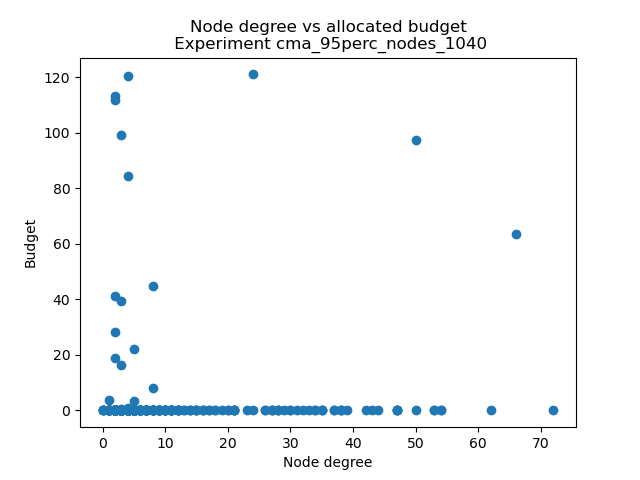 Node degree vs allocated budget
Experiment cma_95perc_nodes_1040
120
100
80
60
40
20
0
Budget
0 10 20 30 40 50 60 70
Node degree